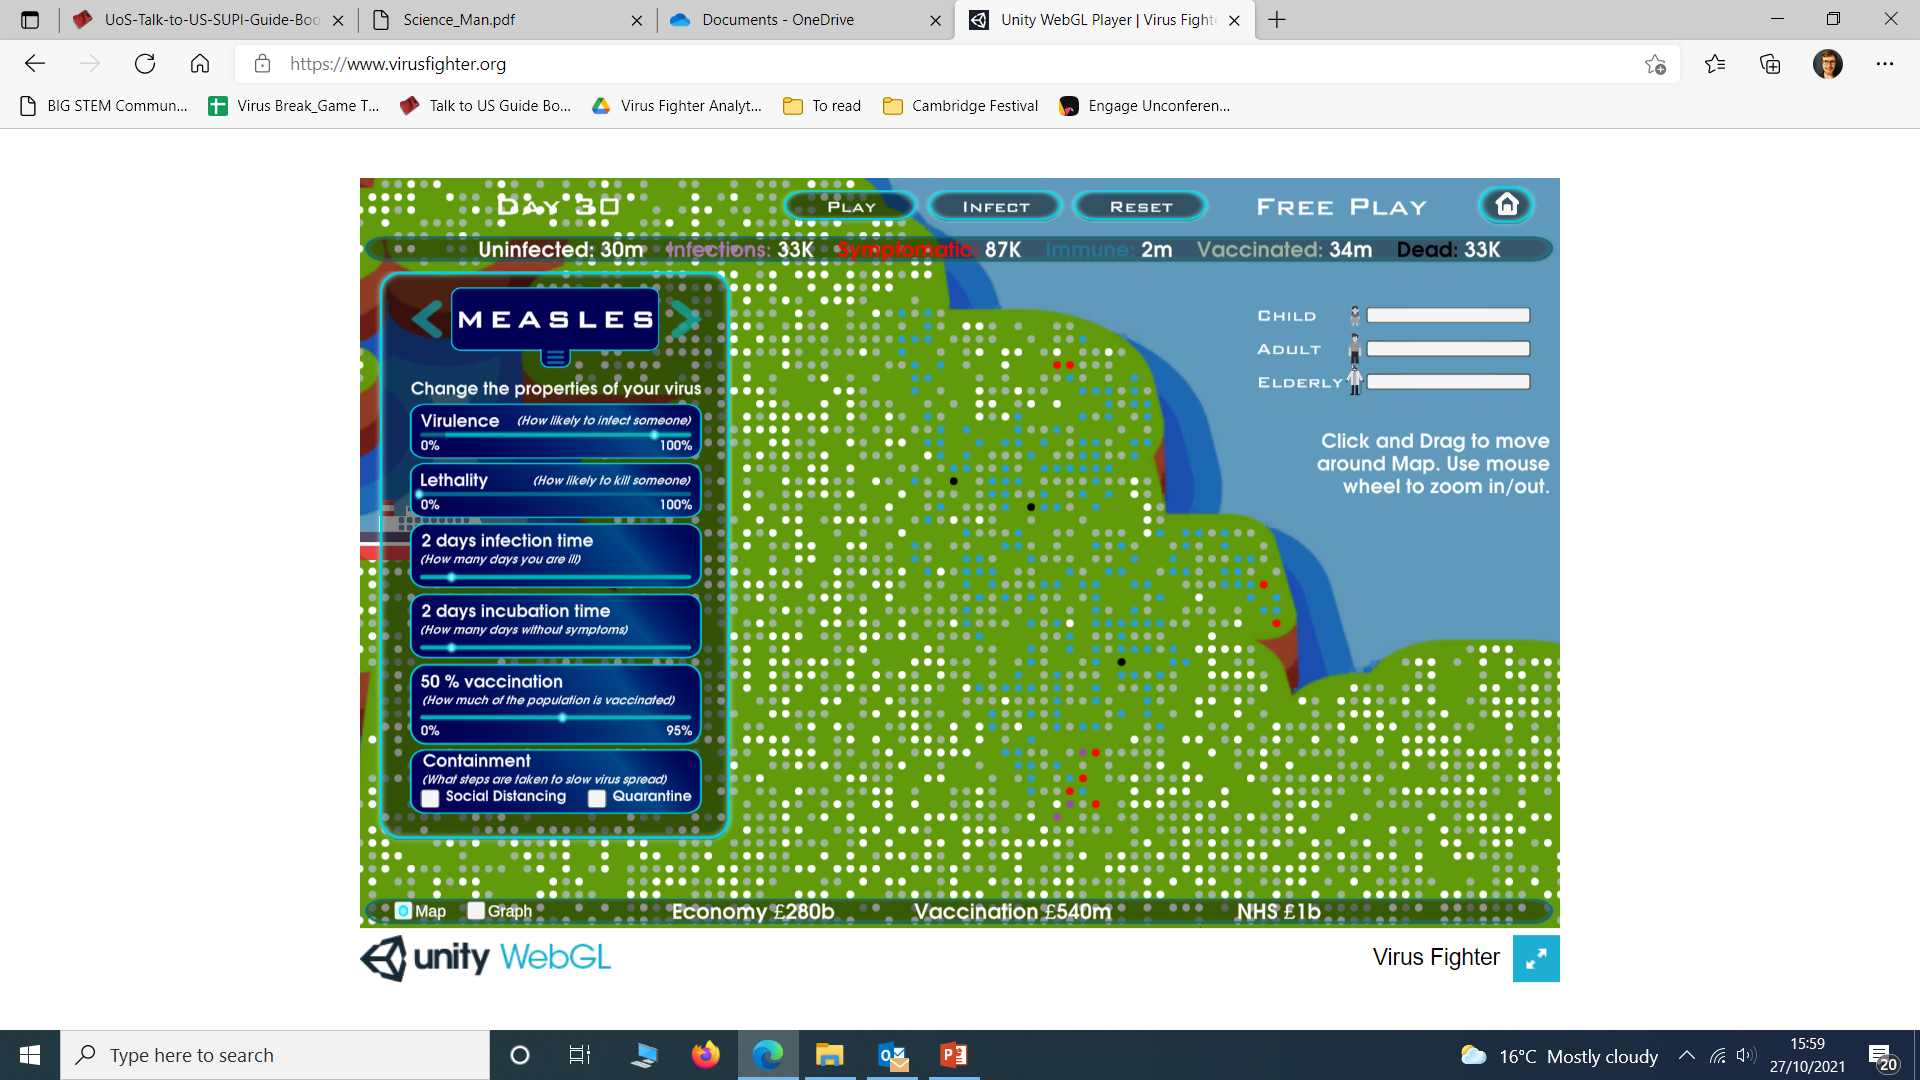 UoS-Talk-to-US-SUPI-Guide-Boo
Science_Man.pdf
Documents - OneDrive
Unity WebGL Player | Virus Fighte
https://www.virusfighter.org
BIG STEM Commun...
Virus Break_Game T...
Talk to US Guide Bo...
Virus Fighter Analyt...
To read
Cambridge Festival
Engage Unconferen...
DAY 30
PLAY
INFECT
RESET
FREE PLAY
Uninfected: 30m Infections: 33K Symptomatic: 87K Immune: 2m Vaccinated: 34m Dead: 33K
MEASLES
Change the properties of your virus
Virulence (How likely to infect someone)
0% 100%
Lethality (How likely to kill someone)
0% 100%
2 days infection time
(How many days you are ill)
2 days incubation time
(How many days without symptoms)
50 % vaccination
(How much of the population is vaccinated)
0% 95%
Containment
(What steps are taken to slow virus spread)
Social Distancing Quarantine
CHILD
ADULT
ELDERLY
Click and Drag to move
around Map. Use mouse
wheel to zoom in/out.
Map Graph Economy £280b Vaccination £540m NHS £1b
unity WebGL
Virus Fighter
Type here to search
16°C Mostly cloudy
15:59
27/10/2021
20